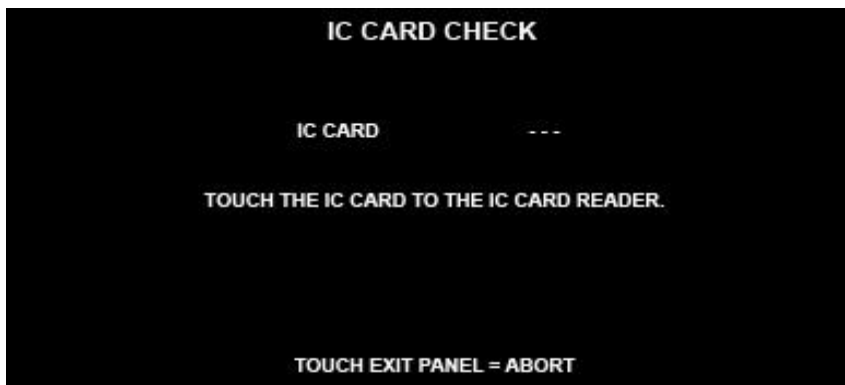 IC CARD CHECK
IC CARD - - -
TOUCH THE IC CARD TO THE IC CARD READER.
TOUCH EXIT PANEL = ABORT